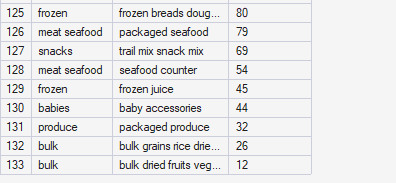 125 frozen frozen breads doug... 80
126 meat seafood packaged seafood 79
127 snacks trail mix snack mix 69
128 meat seafood seafood counter 54
129 frozen frozen juice 45
130 babies baby accessories 44
131 produce packaged produce 32
132 bulk bulk grains rice drie... 26
133 bulk bulk dried fruits veg... 12